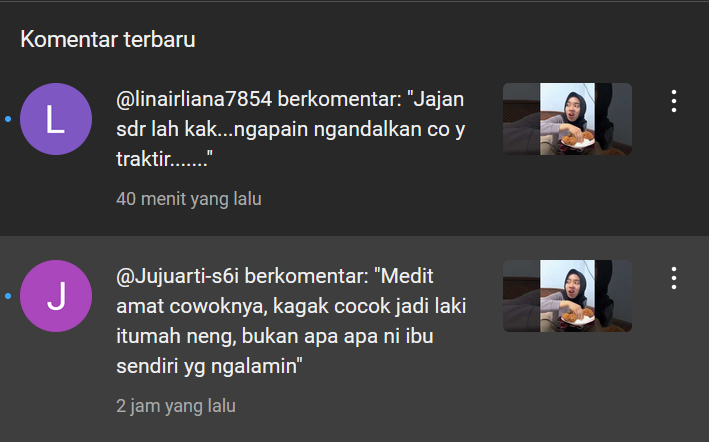 Komentar terbaru
L
@linairliana7854 berkomentar: "Jajan
sdr lah kak...ngapain ngandalkan co y
traktir......."
40 menit yang lalu
J
@Jujuarti-s6i berkomentar: "Medit
amat cowoknya, kagak cocok jadi laki
itumah neng, bukan apa apa ni ibu
sendiri yg ngalamin"
2 jam yang lalu